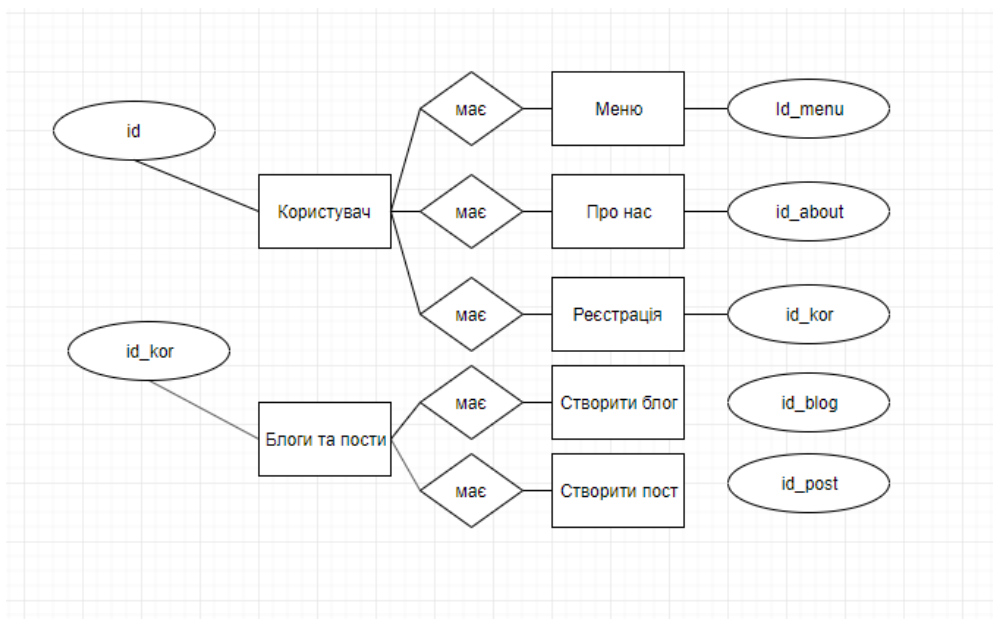 id
Користувач
має
Меню
Id_menu
має
Про нас
id_about
має
Реєстрація
id_kor
id_kor
Блоги та пости
має
Створити блог
id_blog
має
Створити пост
id_post